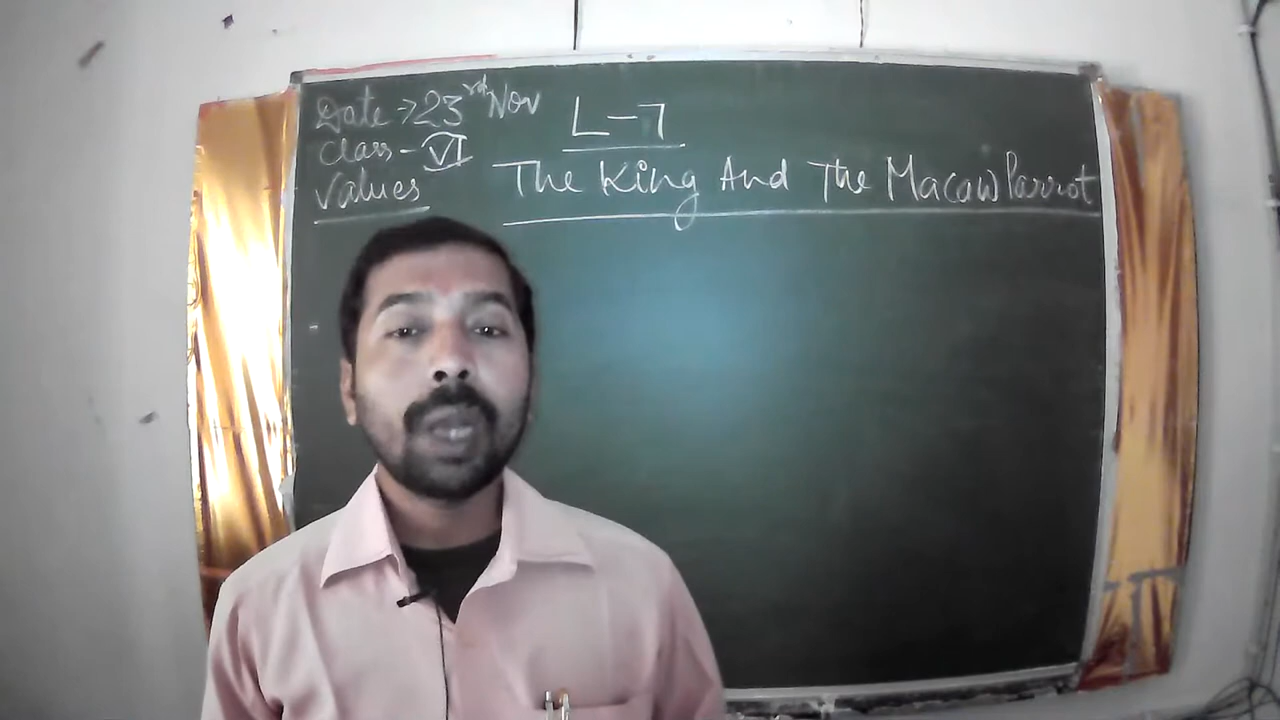 Date → 23rd Nov
Class - VI
Values
L-7
The King And The Macaw Parrot